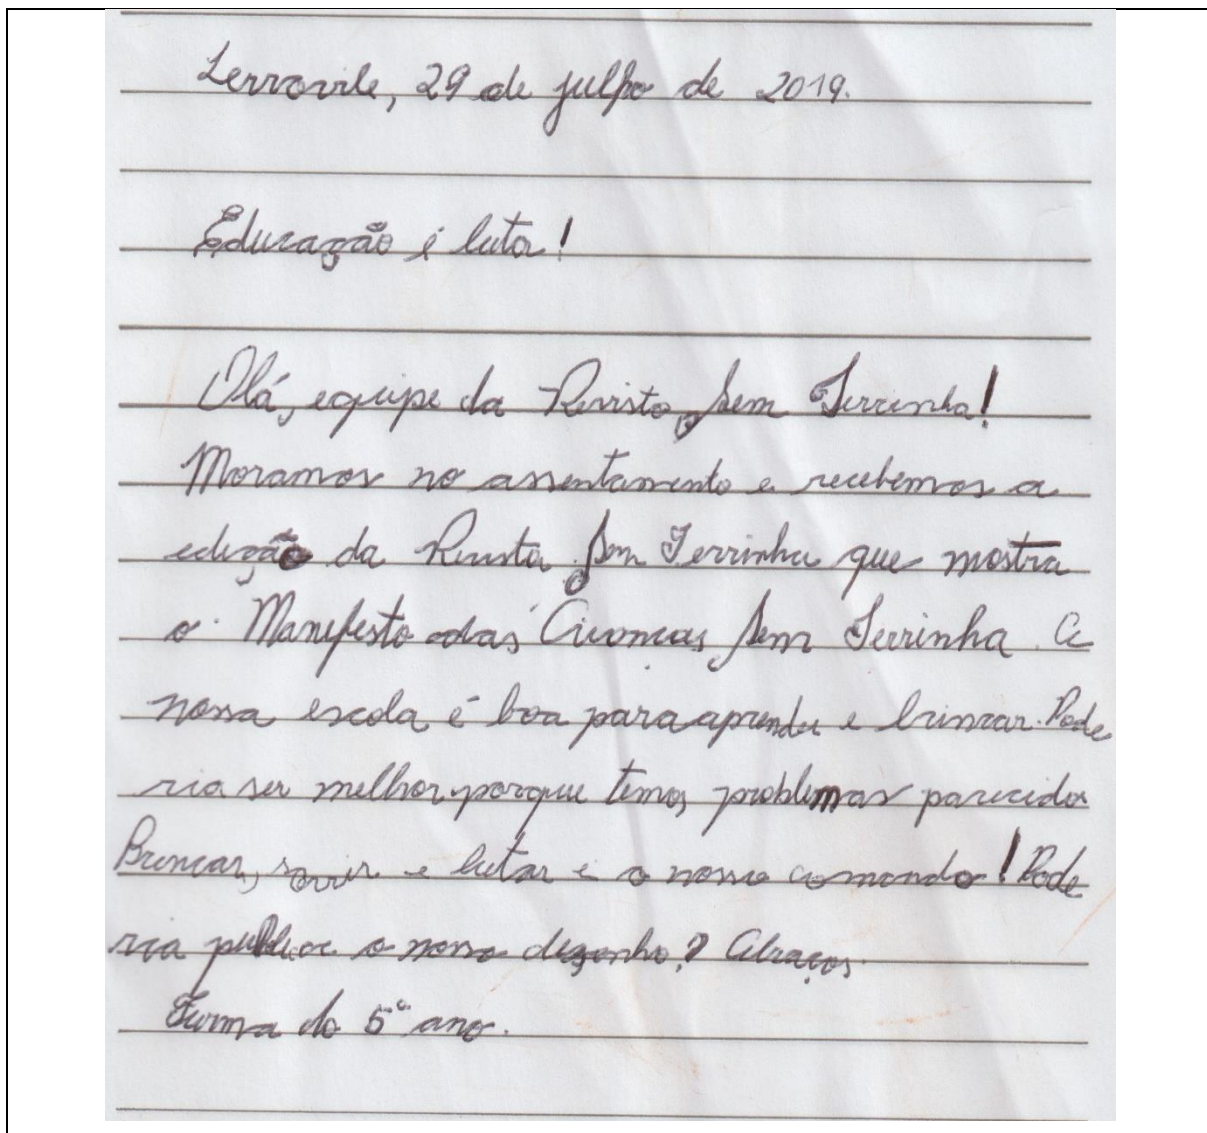 Lerrovile, 29 de julho de 2019.
Educação é luta!
Olá, equipe da Revista Sem Terrinha!
Moramos no assentamento e recebemos a
edição da Revista Sem Terrinha que mostra
o Manifesto das Crianças Sem Terrinha. A
nossa escola é boa para aprender e brincar. Pode
ria ser melhor porque temos problemas parecidos
Brincar, sorrir e lutar é o nosso comando! Pode
ria publicar o nosso dezenho? Abraços.
Turma do 5º ano.